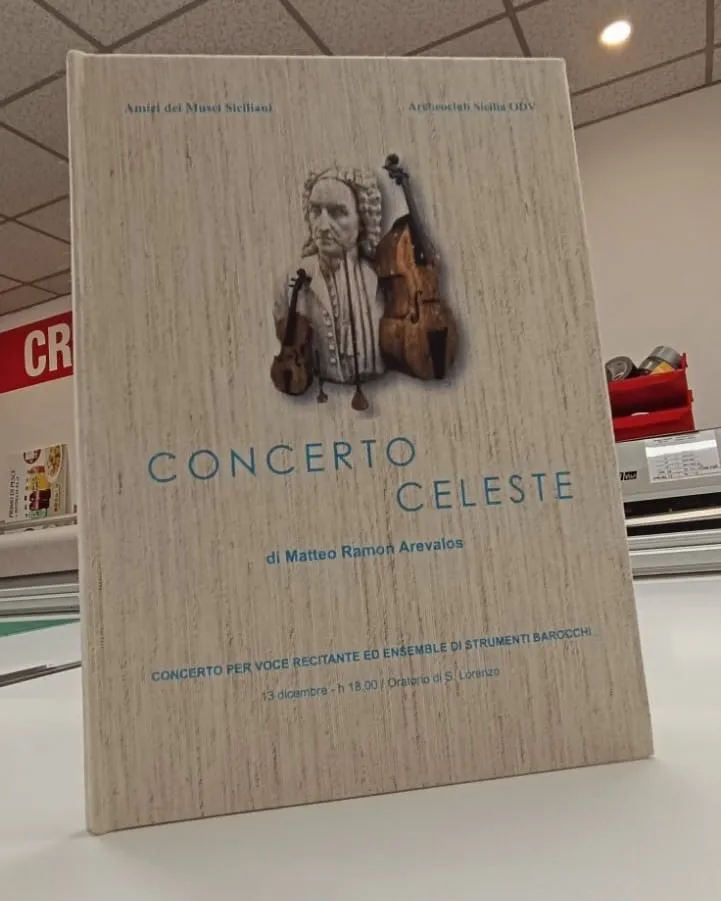 Amici dei Musei Siciliani
Archeoclub Sicilia ODV
CONCERTO
CELESTE
di Matteo Ramon Arevalos
CONCERTO PER VOCE RECITANTE ED ENSEMBLE DI STRUMENTI BAROCCHI
13 dicembre - h 18.00 / Oratorio di S. Lorenzo
CR